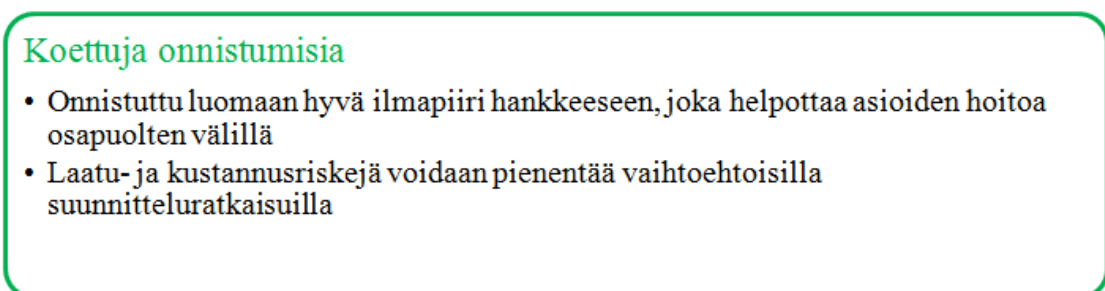 Koettuja onnistumisia
• Onnistuttu luomaan hyvä ilmapiiri hankkeeseen, joka helpottaa asioiden hoitoa
osapuolten välillä
• Laatu- ja kustannusriskejä voidaan pienentää vaihtoehtoisilla
suunnitteluratkaisuilla